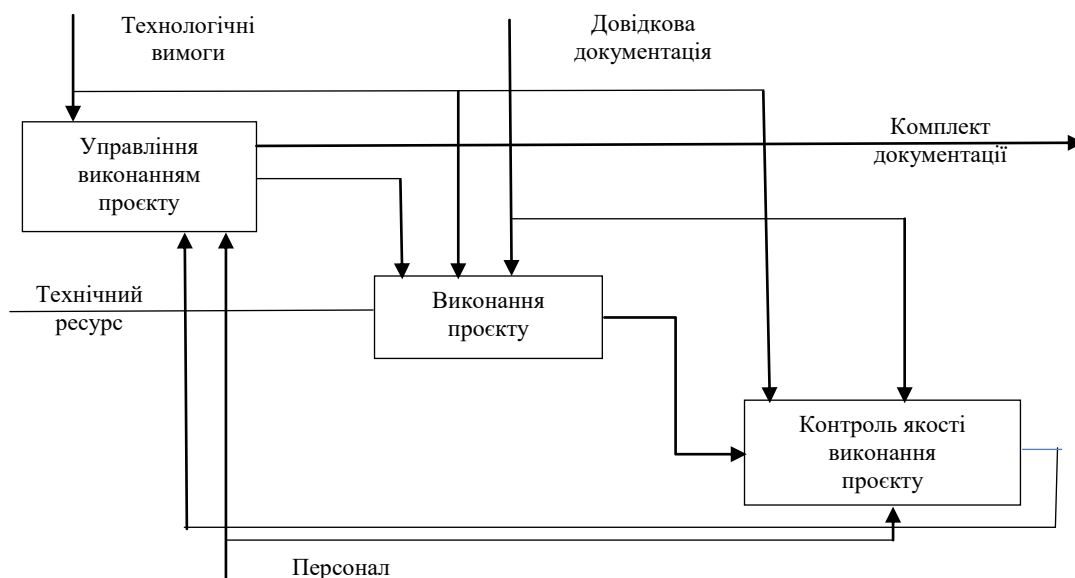 Технологічні
вимоги
Довідкова
документація
Управління
виконанням
проєкту
Комплект
документації
Технічний
ресурс
Виконання
проєкту
Контроль якості
виконання
проєкту
Персонал